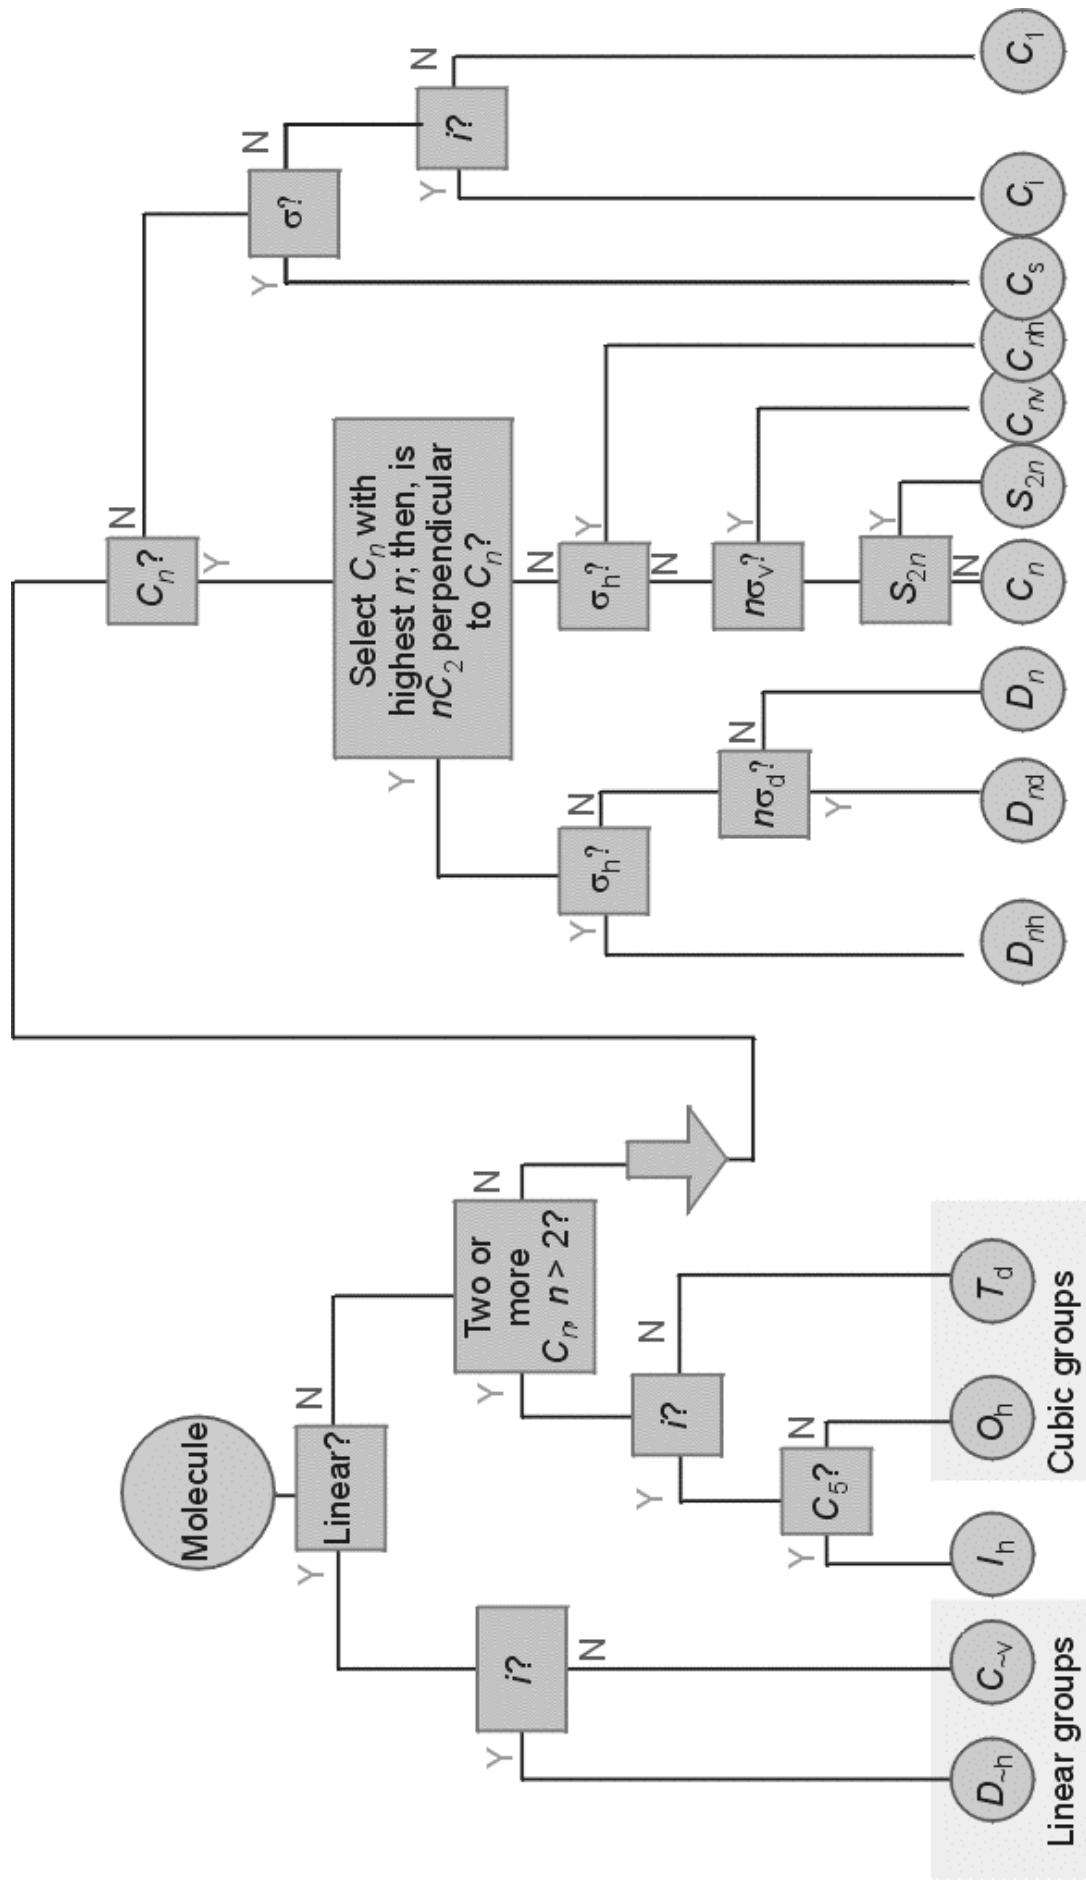 Molecule
Linear?
Y
N
i?
Y
N
D~h
C~v
Linear groups
Two or
more
Cn, n > 2?
Y
N
i?
Y
N
C5?
Y
N
Ih
Oh
Td
Cubic groups
Cn?
Y
N
Select Cn with
highest n; then, is
nC2 perpendicular
to Cn?
Y
N
σh?
Y
N
nσd?
Y
N
Dnh
Dnd
Dn
σh?
Y
N
nσv?
Y
S2n
Y
N
Cn
S2n
Cnv
Cnh
σ?
Y
N
i?
Y
N
Cs
Ci
C1